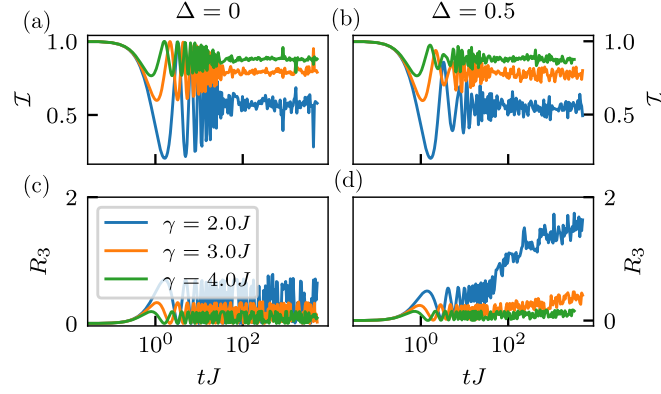 Δ = 0
Δ = 0.5
(a)
(b)
1.0
0.5
ℐ
1.0
0.5
ℐ
(c)
(d)
2
0
R₃
γ = 2.0J
γ = 3.0J
γ = 4.0J
2
0
R₃
10⁰
10²
10⁰
10²
tJ
tJ